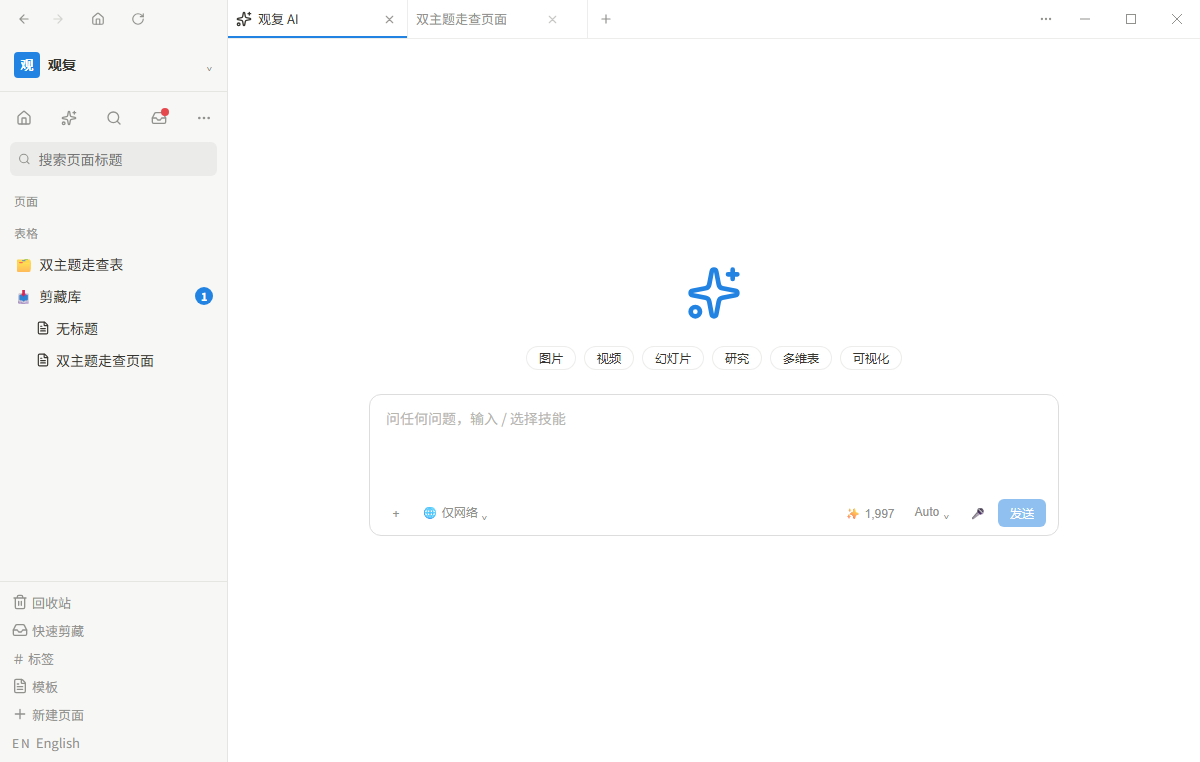 观复 AI
双主题走查页面
观 观复
搜索页面标题
页面
表格
双主题走查表
剪藏库 1
无标题
双主题走查页面
图片 视频 幻灯片 研究 多维表 可视化
问任何问题，输入 / 选择技能
+ 仅网络 1,997 Auto 发送
回收站
快速剪藏
# 标签
模板
新建页面
EN English